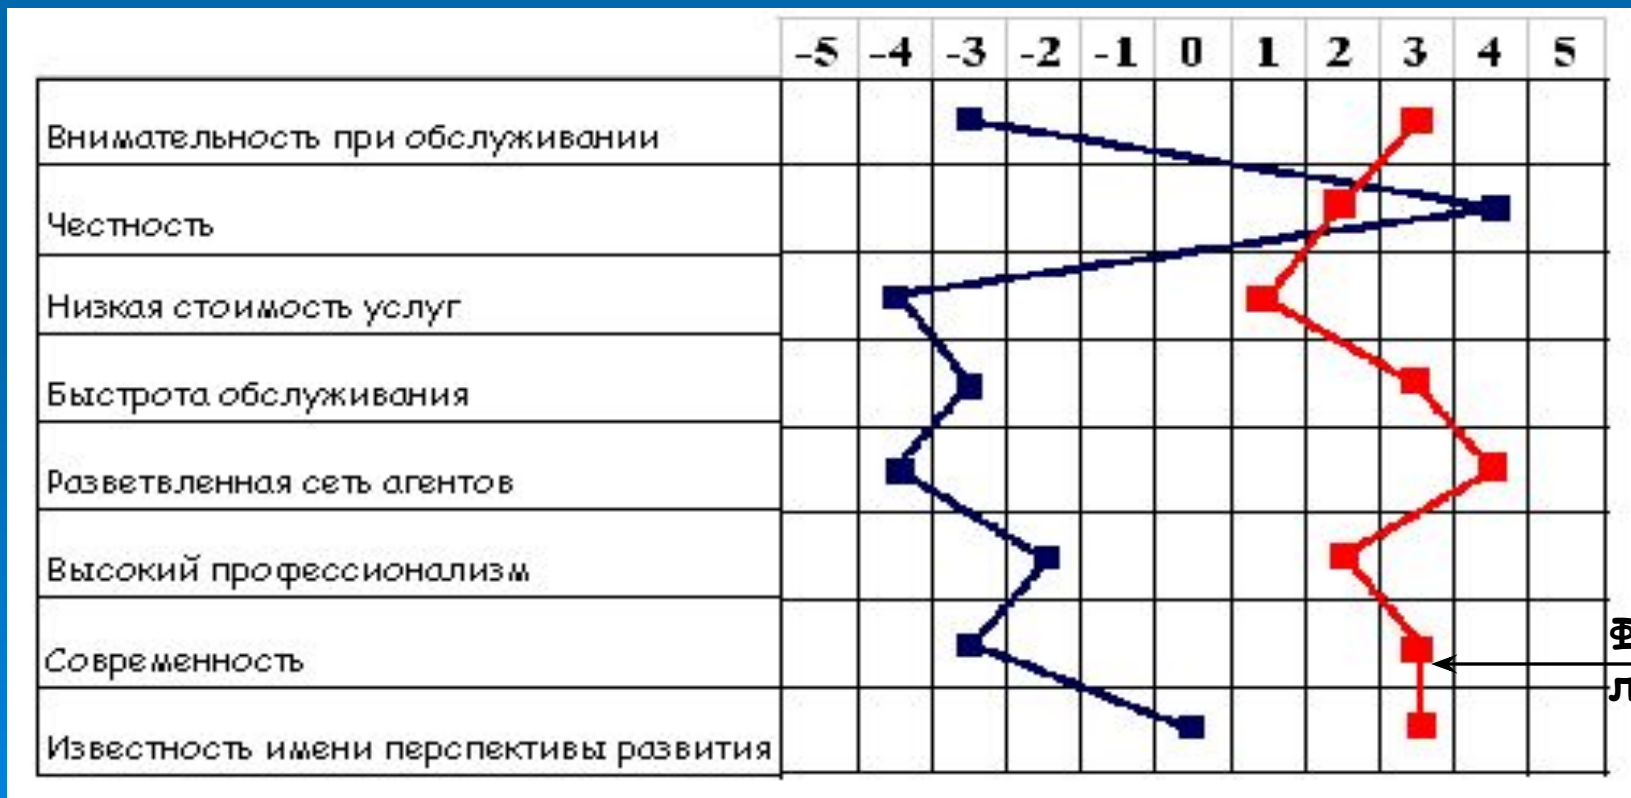 -5 -4 -3 -2 -1 0 1 2 3 4 5
Внимательность при обслуживании
Честность
Низкая стоимость услуг
Быстрота обслуживания
Разветвленная сеть агентов
Высокий профессионализм
Современность
Известность имени перспективы развития